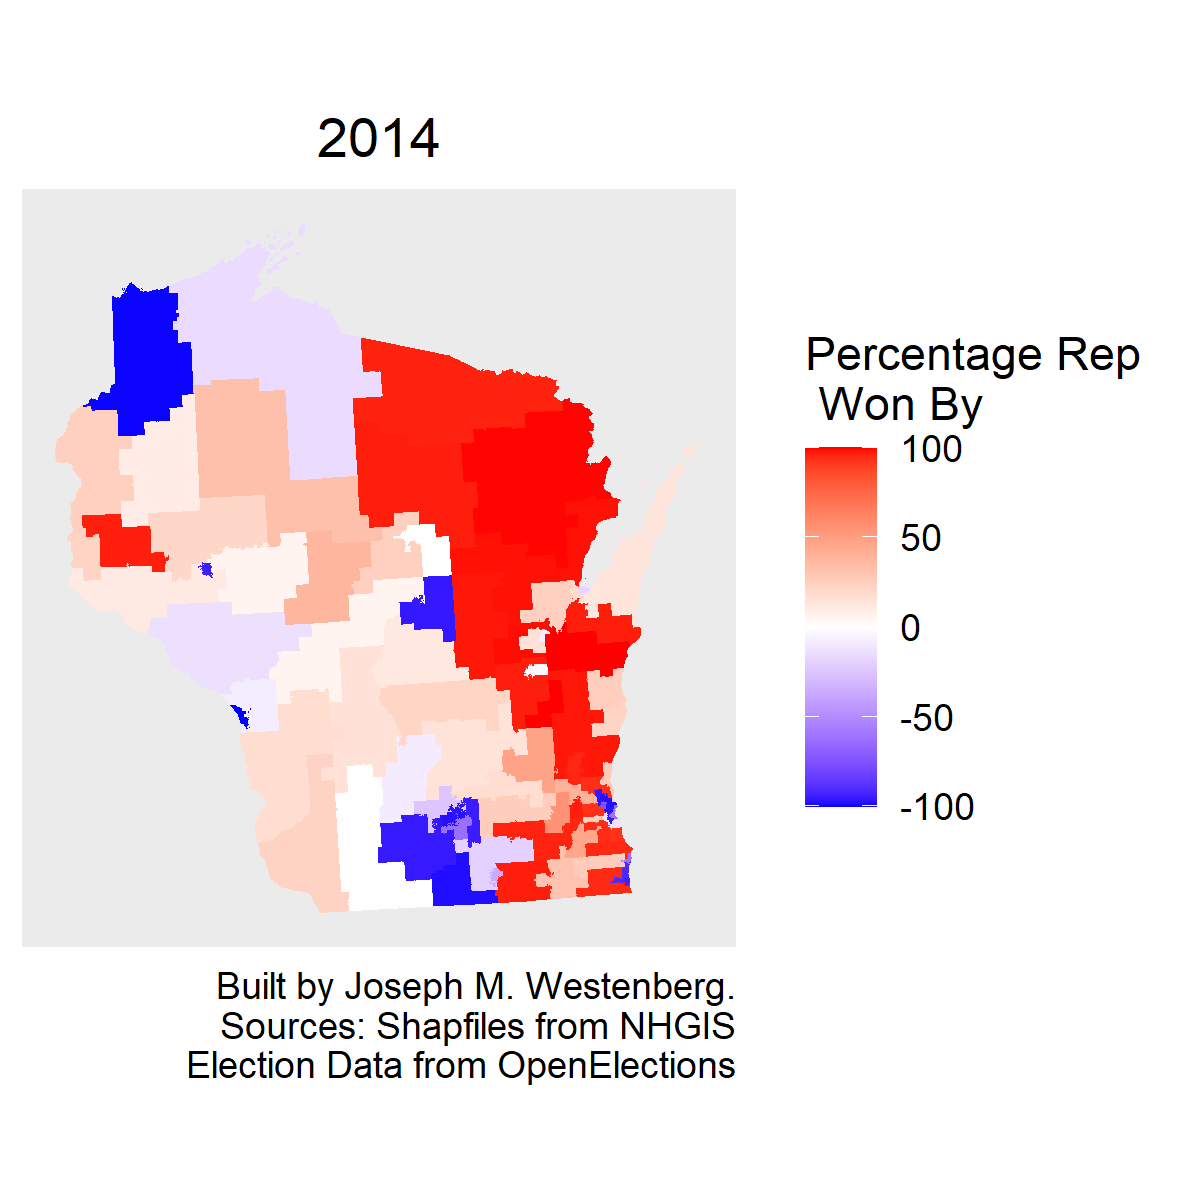 2014
Percentage Rep
Won By
100
50
0
-50
-100
Built by Joseph M. Westenberg.
Sources: Shapfiles from NHGIS
Election Data from OpenElections